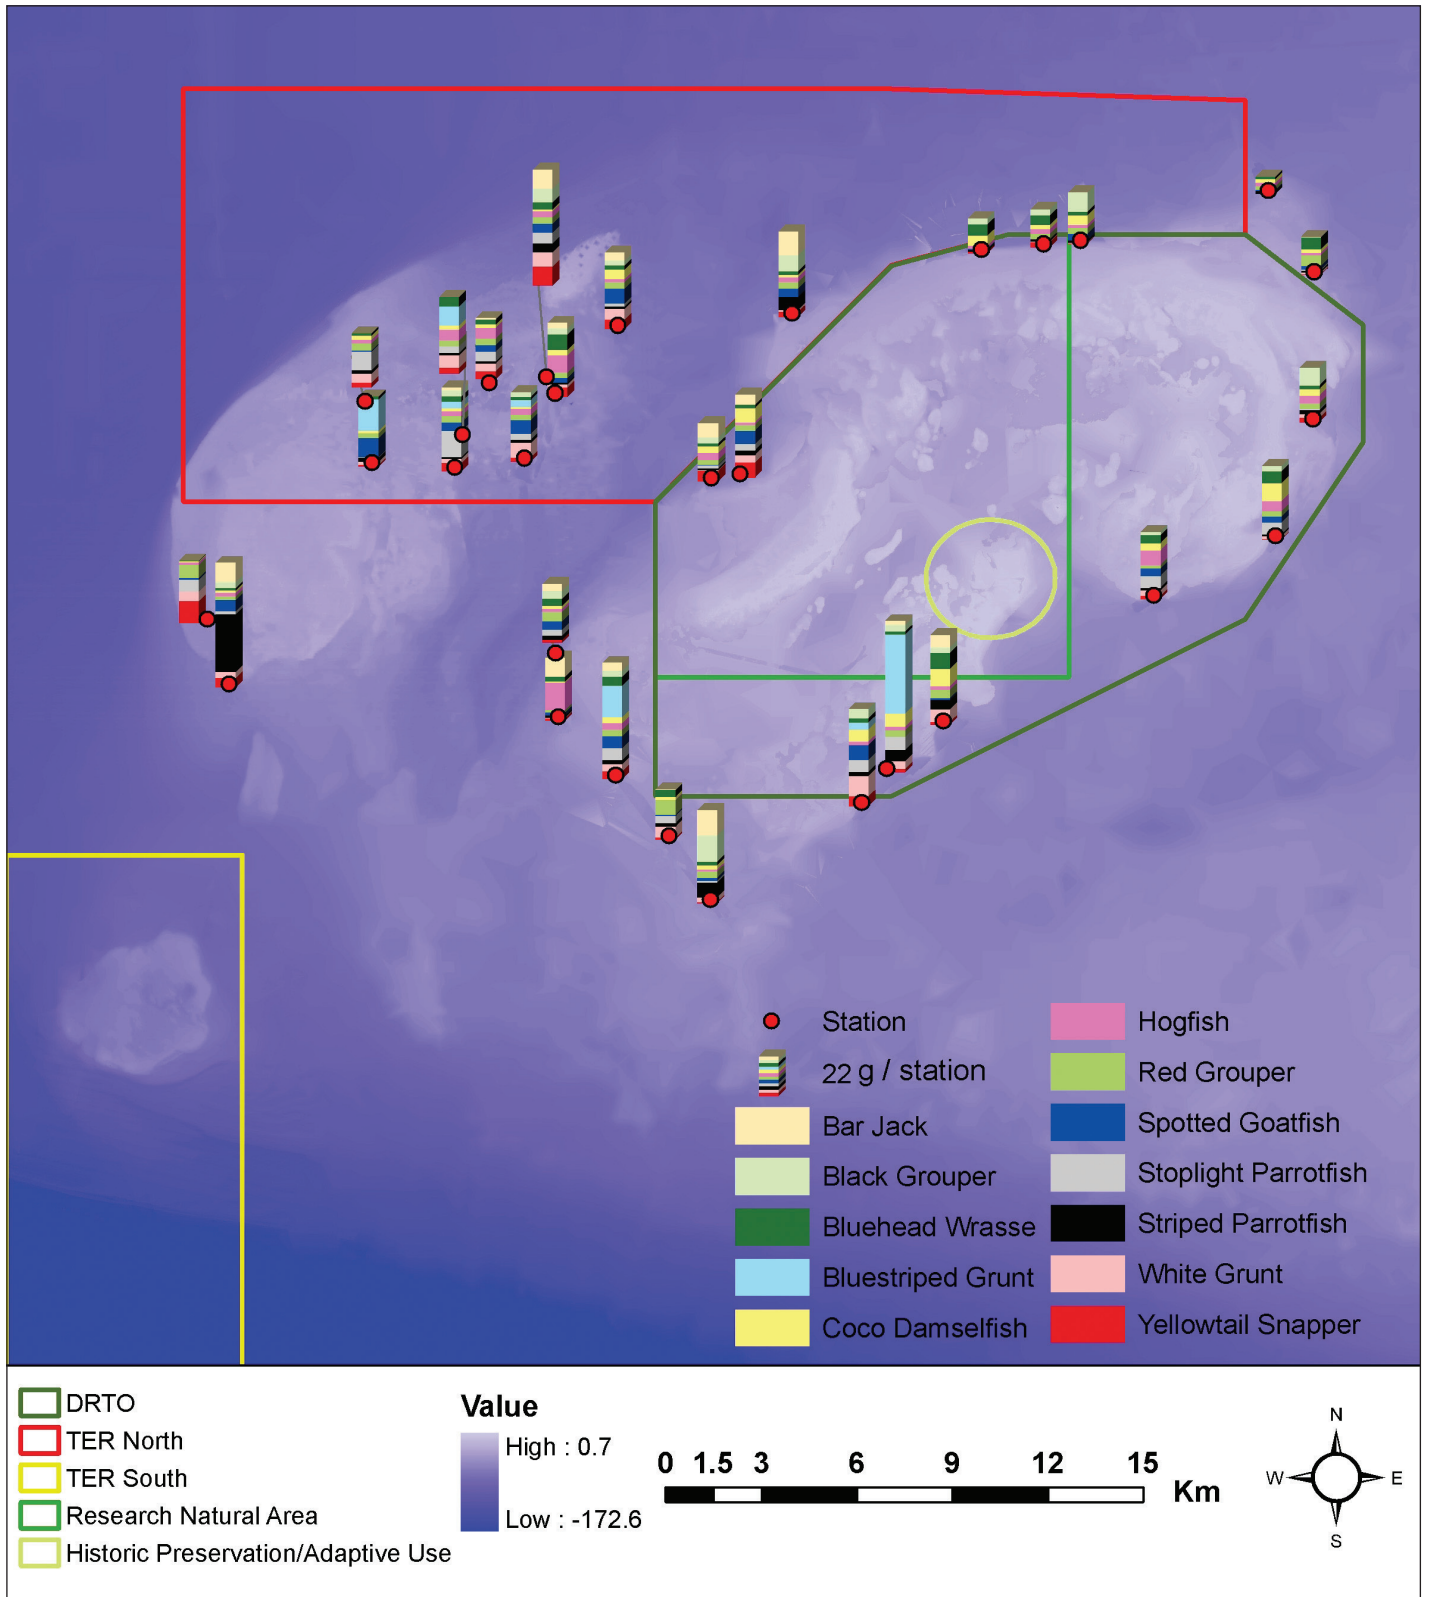 Station
22 g / station
Bar Jack
Black Grouper
Bluehead Wrasse
Bluestriped Grunt
Coco Damselfish
Hogfish
Red Grouper
Spotted Goatfish
Stoplight Parrotfish
Striped Parrotfish
White Grunt
Yellowtail Snapper
DRTO
TER North
TER South
Research Natural Area
Historic Preservation/Adaptive Use
Value
High : 0.7
Low : -172.6
0 1.5 3 6 9 12 15
Km
N
W E
S